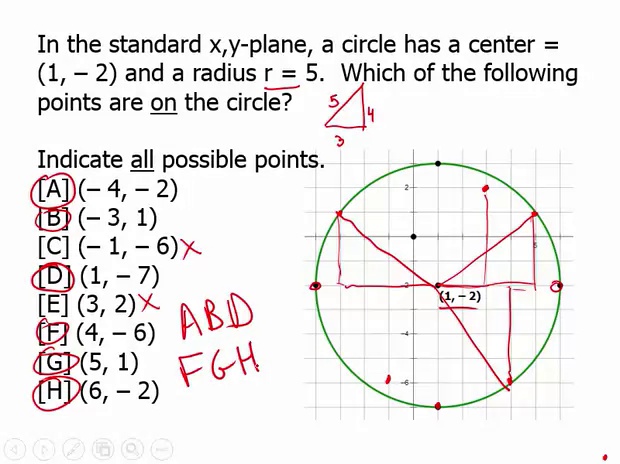 In the standard x,y-plane, a circle has a center =
(1, – 2) and a radius r = 5. Which of the following
points are on the circle?
5
4
3
Indicate all possible points.
[A] (– 4, – 2)
[B] (– 3, 1)
[C] (– 1, – 6) x
[D] (1, – 7)
[E] (3, 2) x
[F] (4, – 6)
[G] (5, 1)
[H] (6, – 2)
ABD
FGH
2
5
-2
(1, – 2)
-4
-6